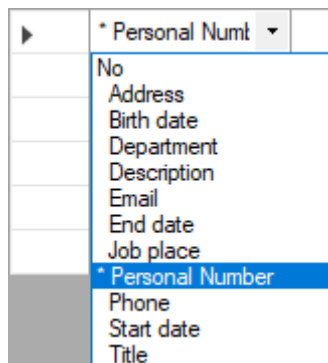 * Personal Numb
No
Address
Birth date
Department
Description
Email
End date
Job place
* Personal Number
Phone
Start date
Title